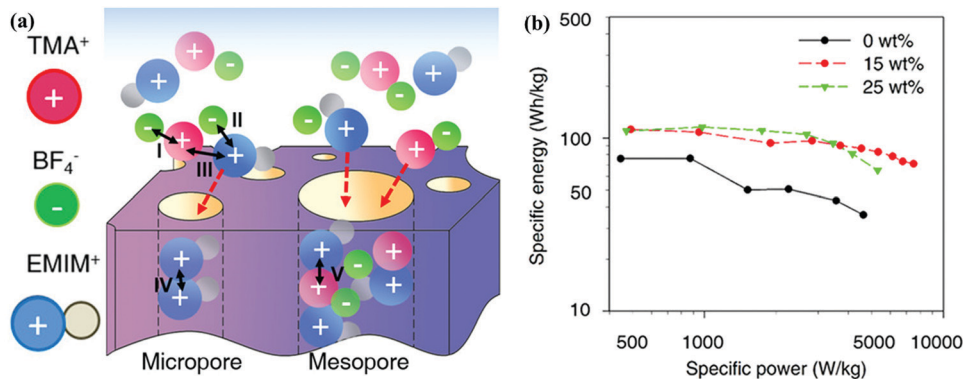 (a)
TMA+
+
BF4-
-
EMIM+
+
I
II
III
IV
V
Micropore
Mesopore
(b)
Specific energy (Wh/kg)
500
100
50
10
0 wt%
15 wt%
25 wt%
500
1000
5000
10000
Specific power (W/kg)